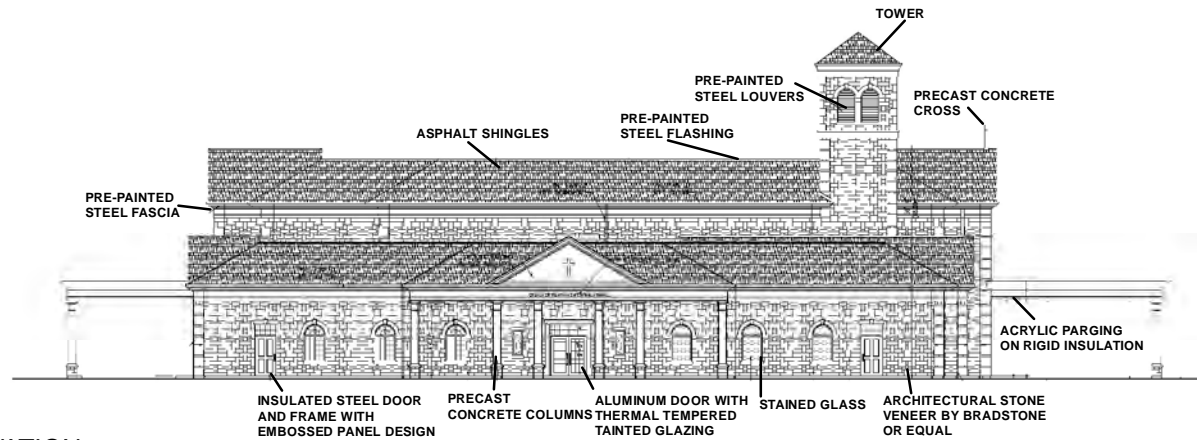 TOWER
PRE-PAINTED
STEEL LOUVERS
PRECAST CONCRETE
CROSS
PRE-PAINTED
STEEL FLASHING
ASPHALT SHINGLES
PRE-PAINTED
STEEL FASCIA
ACRYLIC PARGING
ON RIGID INSULATION
INSULATED STEEL DOOR
AND FRAME WITH
EMBOSSED PANEL DESIGN
PRECAST
CONCRETE COLUMNS
ALUMINUM DOOR WITH
THERMAL TEMPERED
TAINTED GLAZING
STAINED GLASS
ARCHITECTURAL STONE
VENEER BY BRADSTONE
OR EQUAL